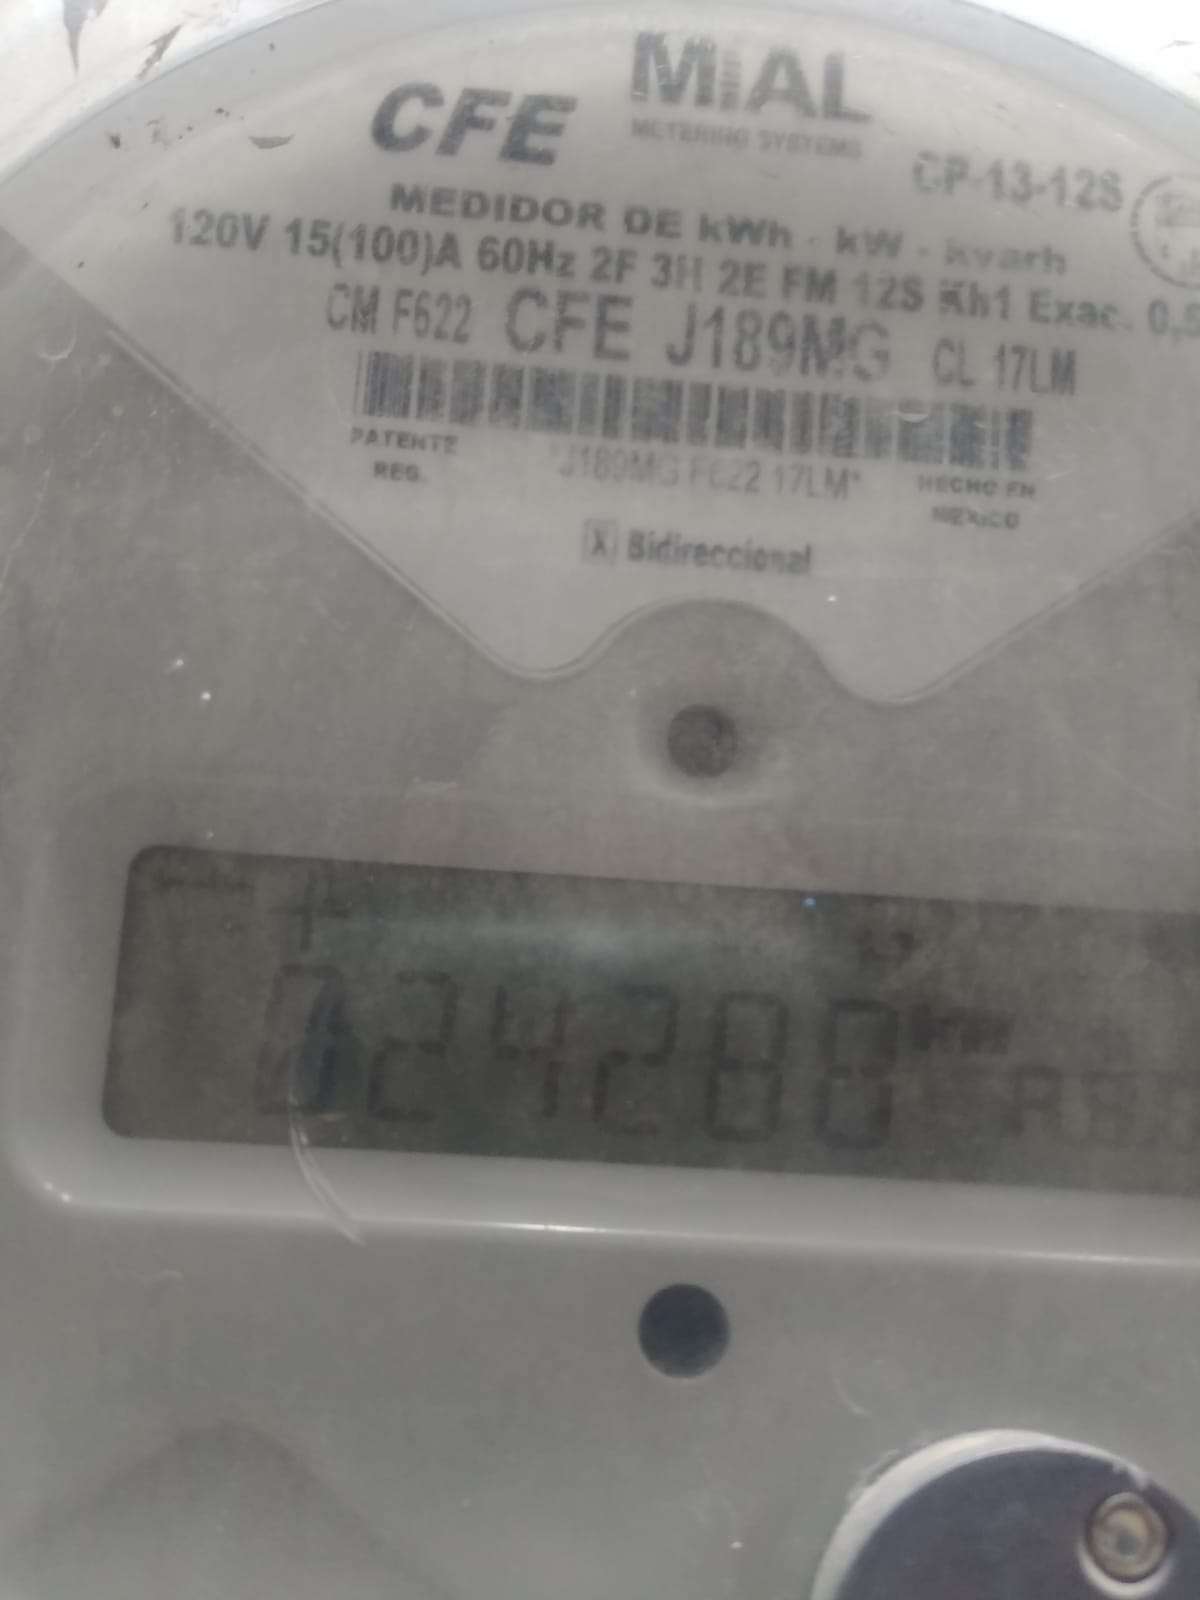 MIAL
CFE
METERING SYSTEMS
CP-13-12S
MEDIDOR DE kWh - kW - kvarh
120V 15(100)A 60Hz 2F 3H 2E FM 12S Kh1 Exac. 0,5
CM F622 CFE J189MG CL 17LM
PATENTE
REG.
*J189MG F622 17LM*
HECHO EN
MEXICO
X Bidireccional